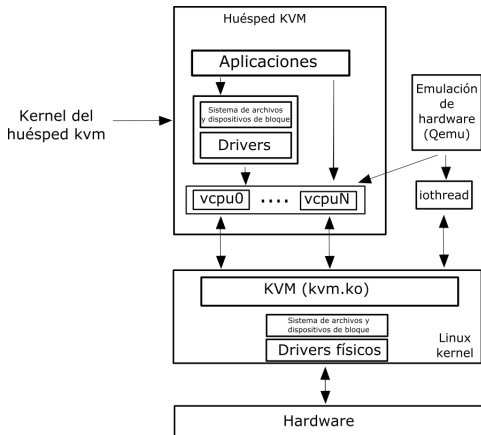 Huésped KVM
Aplicaciones
Sistema de archivos
y dispositivos de bloque
Drivers
Kernel del
huésped kvm
Emulación
de
hardware
(Qemu)
vcpu0 .... vcpuN
iothread
KVM (kvm.ko)
Sistema de archivos y
dispositivos de bloque
Drivers físicos
Linux
kernel
Hardware